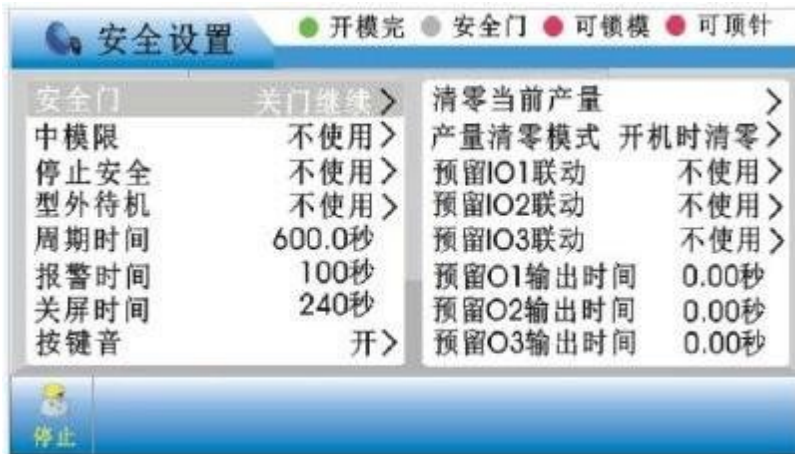 安全设置
开模完 安全门 可锁模 可顶针
安全门 关门继续 >
中模限 不使用 >
停止安全 不使用 >
型外待机 不使用 >
周期时间 600.0秒
报警时间 100秒
关屏时间 240秒
按键音 开 >
清零当前产量 >
产量清零模式 开机时清零 >
预留IO1联动 不使用 >
预留IO2联动 不使用 >
预留IO3联动 不使用 >
预留O1输出时间 0.00秒
预留O2输出时间 0.00秒
预留O3输出时间 0.00秒
停止